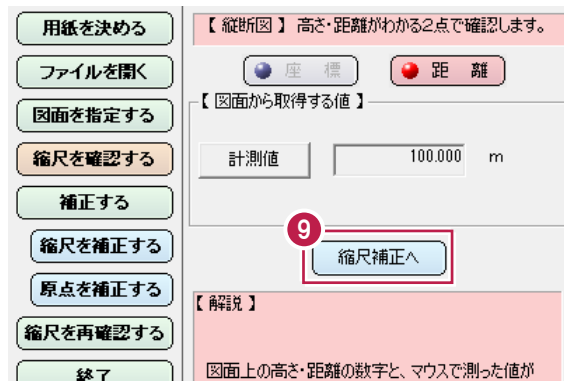 用紙を決める
ファイルを開く
図面を指定する
縮尺を確認する
補正する
縮尺を補正する
原点を補正する
縮尺を再確認する
終了
【 縦断図 】 高さ・距離がわかる2点で確認します。
座 標
距 離
【 図面から取得する値 】
計測値 100.000 m
9
縮尺補正へ
【 解説 】
図面上の高さ・距離の数字と、マウスで測った値が